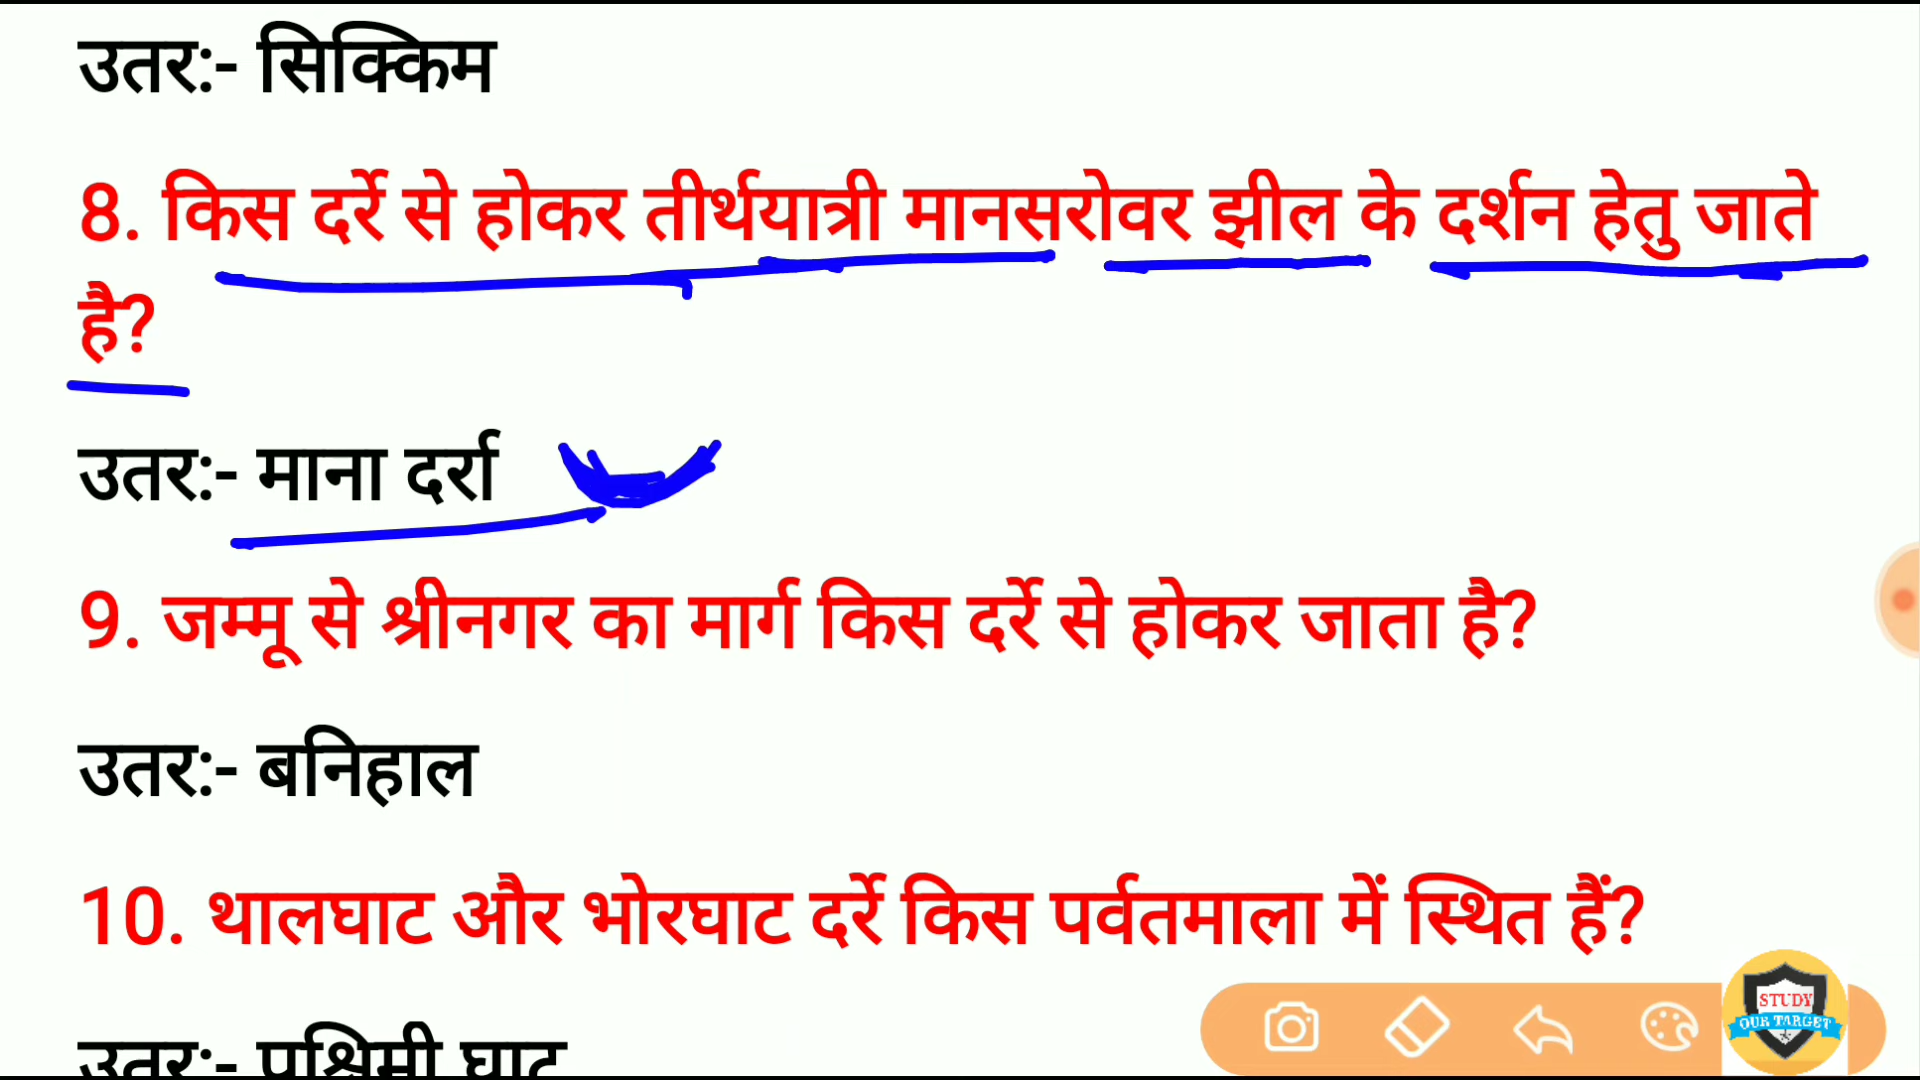 उतर:- सिक्किम
8. किस दर्रे से होकर तीर्थयात्री मानसरोवर झील के दर्शन हेतु जाते
है?
उतर:- माना दर्रा
9. जम्मू से श्रीनगर का मार्ग किस दर्रे से होकर जाता है?
उतर:- बनिहाल
10. थालघाट और भोरघाट दर्रे किस पर्वतमाला में स्थित हैं?
उतर:- पश्चिमी घाट
STUDY
OUR TARGET